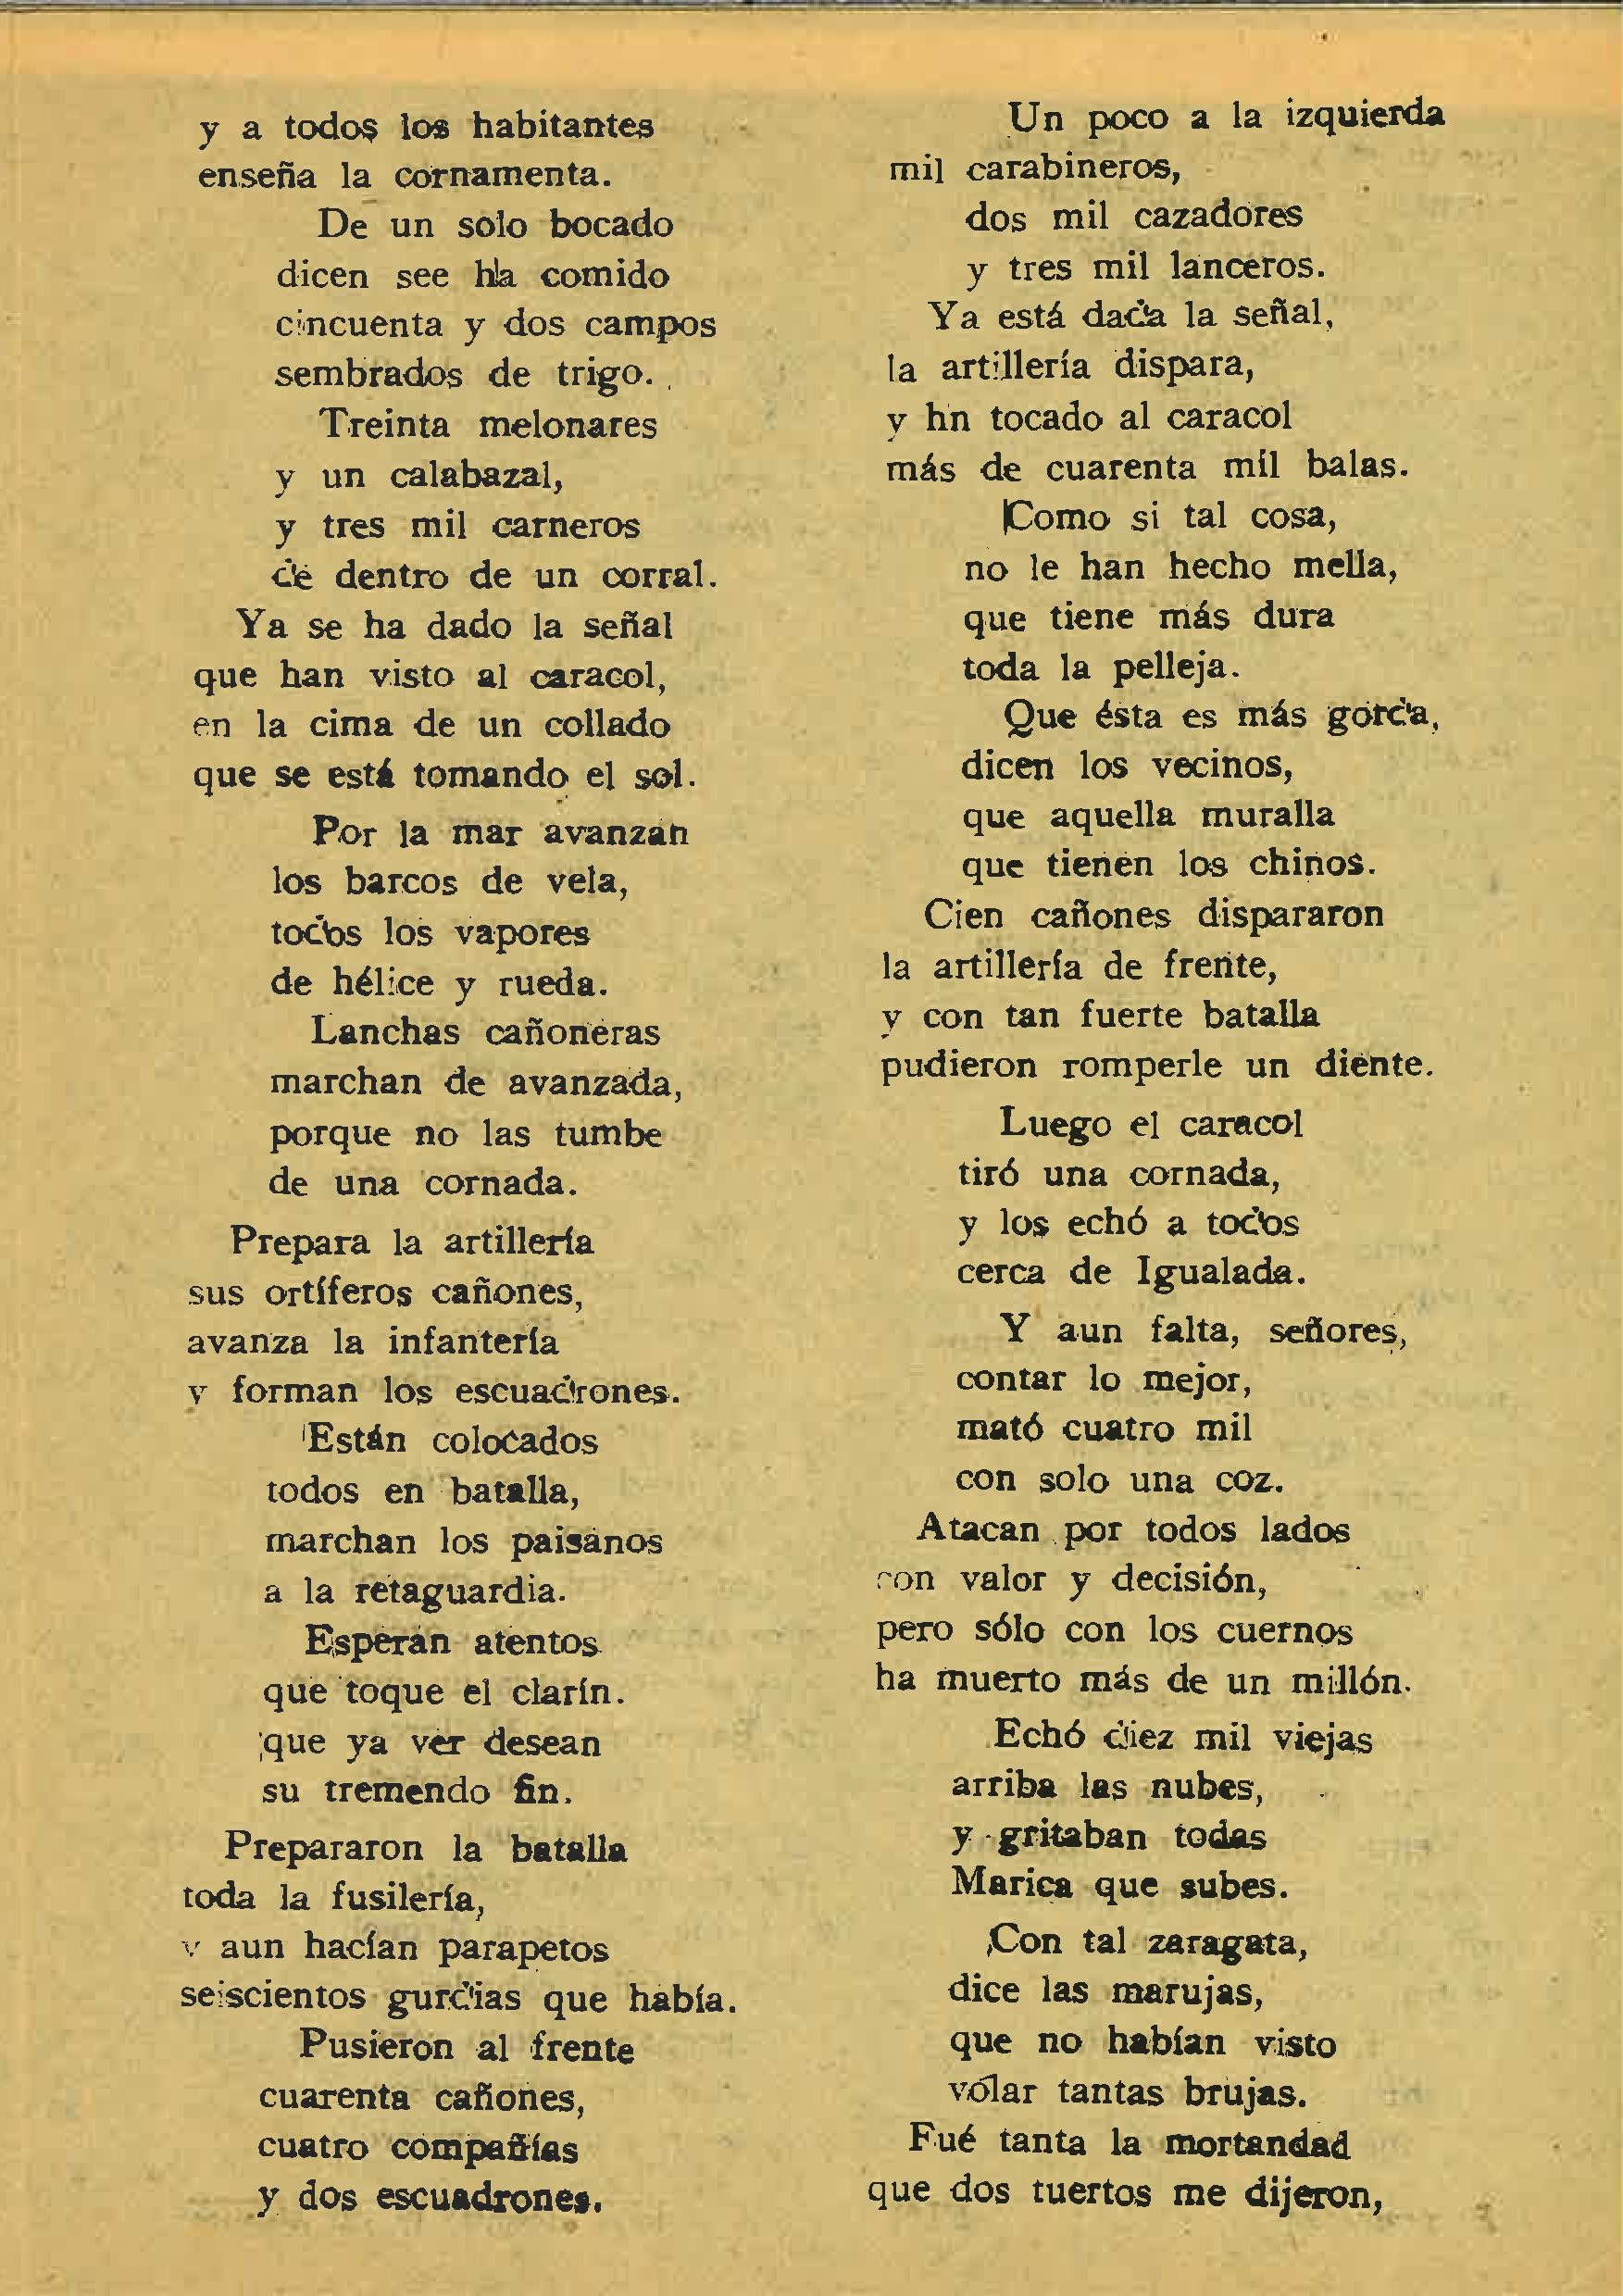 y a todos los habitantes
enseña la cornamenta.
De un solo bocado
dicen see ha comido
cincuenta y dos campos
sembrados de trigo.
Treinta melonares
y un calabazal,
y tres mil carneros
de dentro de un corral.
Ya se ha dado la señal
que han visto al caracol,
en la cima de un collado
que se está tomando el sol.
Por la mar avanzan
los barcos de vela,
todos los vapores
de hélice y rueda.
Lanchas cañoneras
marchan de avanzada,
porque no las tumbe
de una cornada.
Prepara la artillería
sus ortíferos cañones,
avanza la infantería
y forman los escuadrones.
Están colocados
todos en batalla,
marchan los paisanos
a la retaguardia.
Esperan atentos
que toque el clarín.
que ya ver desean
su tremendo fin.
Prepararon la batalla
toda la fusilería,
y aun hacían parapetos
seiscientos gurdias que había.
Pusieron al frente
cuarenta cañones,
cuatro compañías
y dos escuadrones.
Un poco a la izquierda
mil carabineros,
dos mil cazadores
y tres mil lanceros.
Ya está dada la señal,
la artillería dispara,
y hn tocado al caracol
más de cuarenta mil balas.
Como si tal cosa,
no le han hecho mella,
que tiene más dura
toda la pelleja.
Que ésta es más gorda,
dicen los vecinos,
que aquella muralla
que tienen los chinos.
Cien cañones dispararon
la artillería de frente,
y con tan fuerte batalla
pudieron romperle un diente.
Luego el caracol
tiró una cornada,
y los echó a todos
cerca de Igualada.
Y aun falta, señores,
contar lo mejor,
mató cuatro mil
con solo una coz.
Atacan por todos lados
con valor y decisión,
pero sólo con los cuernos
ha muerto más de un millón.
Echó diez mil viejas
arriba las nubes,
y gritaban todas
Marica que subes.
Con tal zaragata,
dice las marujas,
que no habían visto
volar tantas brujas.
Fué tanta la mortandad
que dos tuertos me dijeron,